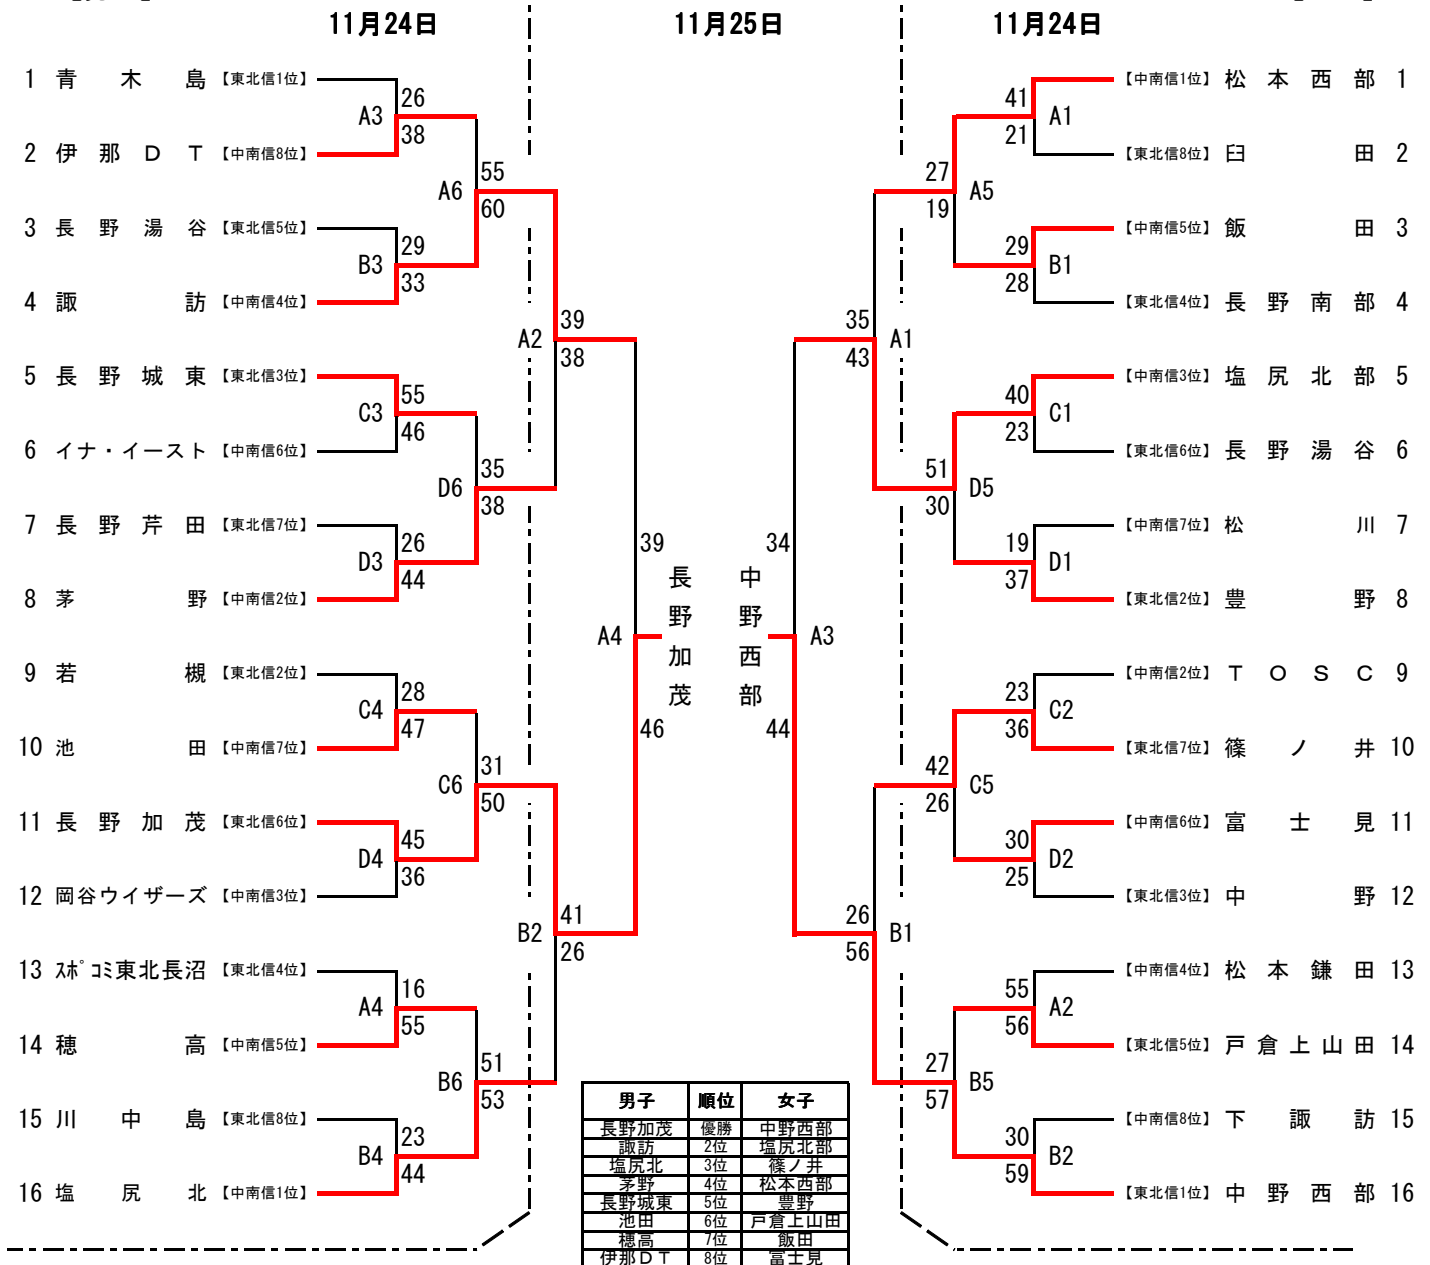 11月24日 11月25日 11月24日
1 青木島 【東北信1位】 【中南信1位】 松本西部 1
26 41
A3 A1
38 21
2 伊那DT 【中南信8位】 【東北信8位】 臼田 2
55 27
A6 A5
60 19
3 長野湯谷 【東北信5位】 【中南信5位】 飯田 3
29 29
B3 B1
33 28
4 諏訪 【中南信4位】 【東北信4位】 長野南部 4
39 35
A2 A1
38 43
5 長野城東 【東北信3位】 【中南信3位】 塩尻北部 5
55 40
C3 C1
46 23
6 イナ・イースト 【中南信6位】 【東北信6位】 長野湯谷 6
35 51
D6 D5
38 30
7 長野芹田 【東北信7位】 【中南信7位】 松川 7
26 39 34 19
D3 D1
44 37
8 茅野 【中南信2位】 【東北信2位】 豊野 8
A4 長野加茂 中野西部 A3
9 若槻 【東北信2位】 【中南信2位】 TOSC 9
28 23
C4 C2
47 46 44 36
10 池田 【中南信7位】 【東北信7位】 篠ノ井 10
31 42
C6 C5
50 26
11 長野加茂 【東北信6位】 【中南信6位】 富士見 11
45 30
D4 D2
36 25
12 岡谷ウイザーズ 【中南信3位】 【東北信3位】 中野 12
41 26
B2 B1
26 56
13 ｽﾎﾟｺﾐ東北長沼 【東北信4位】 【中南信4位】 松本鎌田 13
16 55
A4 A2
55 56
14 穂高 【中南信5位】 【東北信5位】 戸倉上山田 14
51 27
B6 B5
53 57
15 川中島 【東北信8位】 【中南信8位】 下諏訪 15
23 30
B4 B2
44 59
16 塩尻北 【中南信1位】 【東北信1位】 中野西部 16
男子 順位 女子
長野加茂 優勝 中野西部
諏訪 2位 塩尻北部
塩尻北 3位 篠ノ井
茅野 4位 松本西部
長野城東 5位 豊野
池田 6位 戸倉上山田
穂高 7位 飯田
伊那DT 8位 富士見